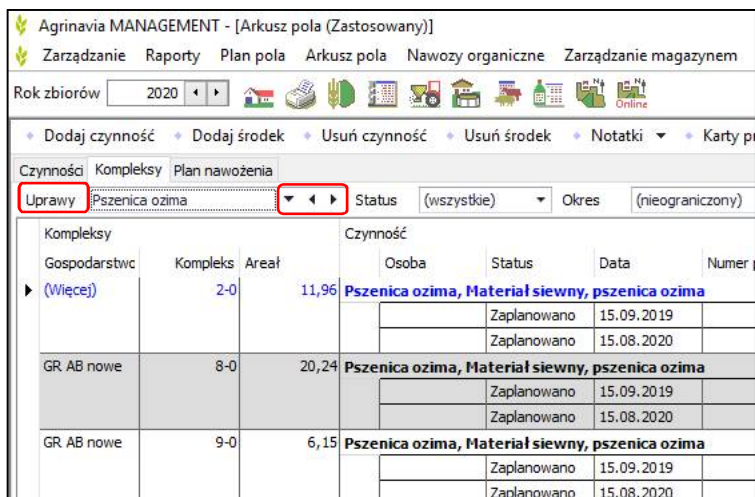 Agrinavia MANAGEMENT - [Arkusz pola (Zastosowany)]
Zarządzanie Raporty Plan pola Arkusz pola Nawozy organiczne Zarządzanie magazynem
Rok zbiorów 2020 Online
Dodaj czynność Dodaj środek Usuń czynność Usuń środek Notatki Karty pr
Czynności Kompleksy Plan nawożenia
Uprawy Pszenica ozima Status (wszystkie) Okres (nieograniczony)
Kompleksy Czynność
Gospodarstwo Kompleks Areał Osoba Status Data Numer p
(Więcej) 2-0 11,96 Pszenica ozima, Materiał siewny, pszenica ozima
Zaplanowano 15.09.2019
Zaplanowano 15.08.2020
GR AB nowe 8-0 20,24 Pszenica ozima, Materiał siewny, pszenica ozima
Zaplanowano 15.09.2019
Zaplanowano 15.08.2020
GR AB nowe 9-0 6,15 Pszenica ozima, Materiał siewny, pszenica ozima
Zaplanowano 15.09.2019
Zaplanowano 15.08.2020